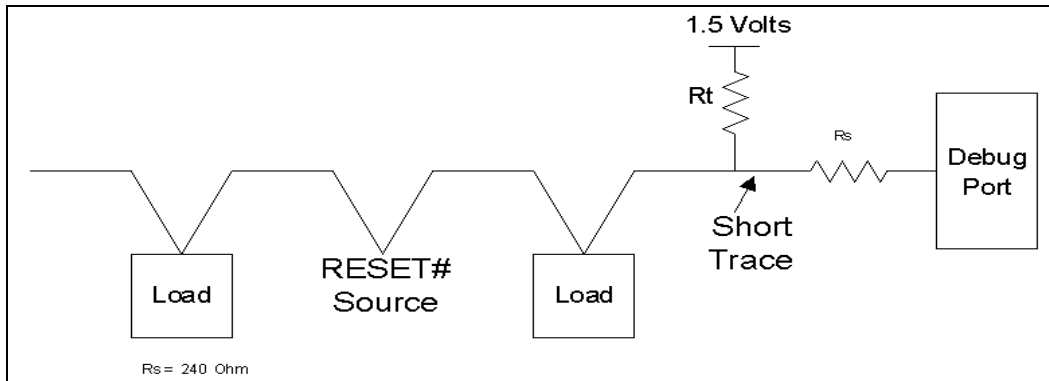 1.5 Volts
Rt
Rs
Debug
Port
Short
Trace
Load
RESET#
Source
Load
Rs= 240 Ohm